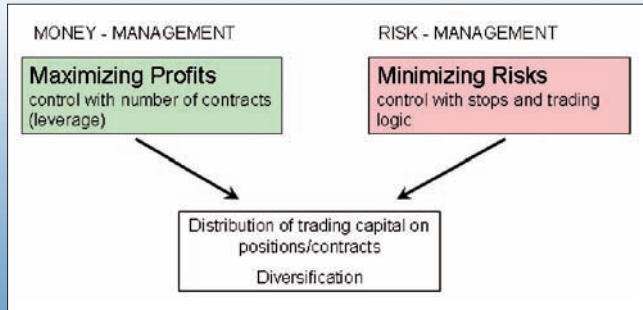 MONEY - MANAGEMENT
Maximizing Profits
control with number of contracts
(leverage)
RISK - MANAGEMENT
Minimizing Risks
control with stops and trading
logic
Distribution of trading capital on
positions/contracts
Diversification